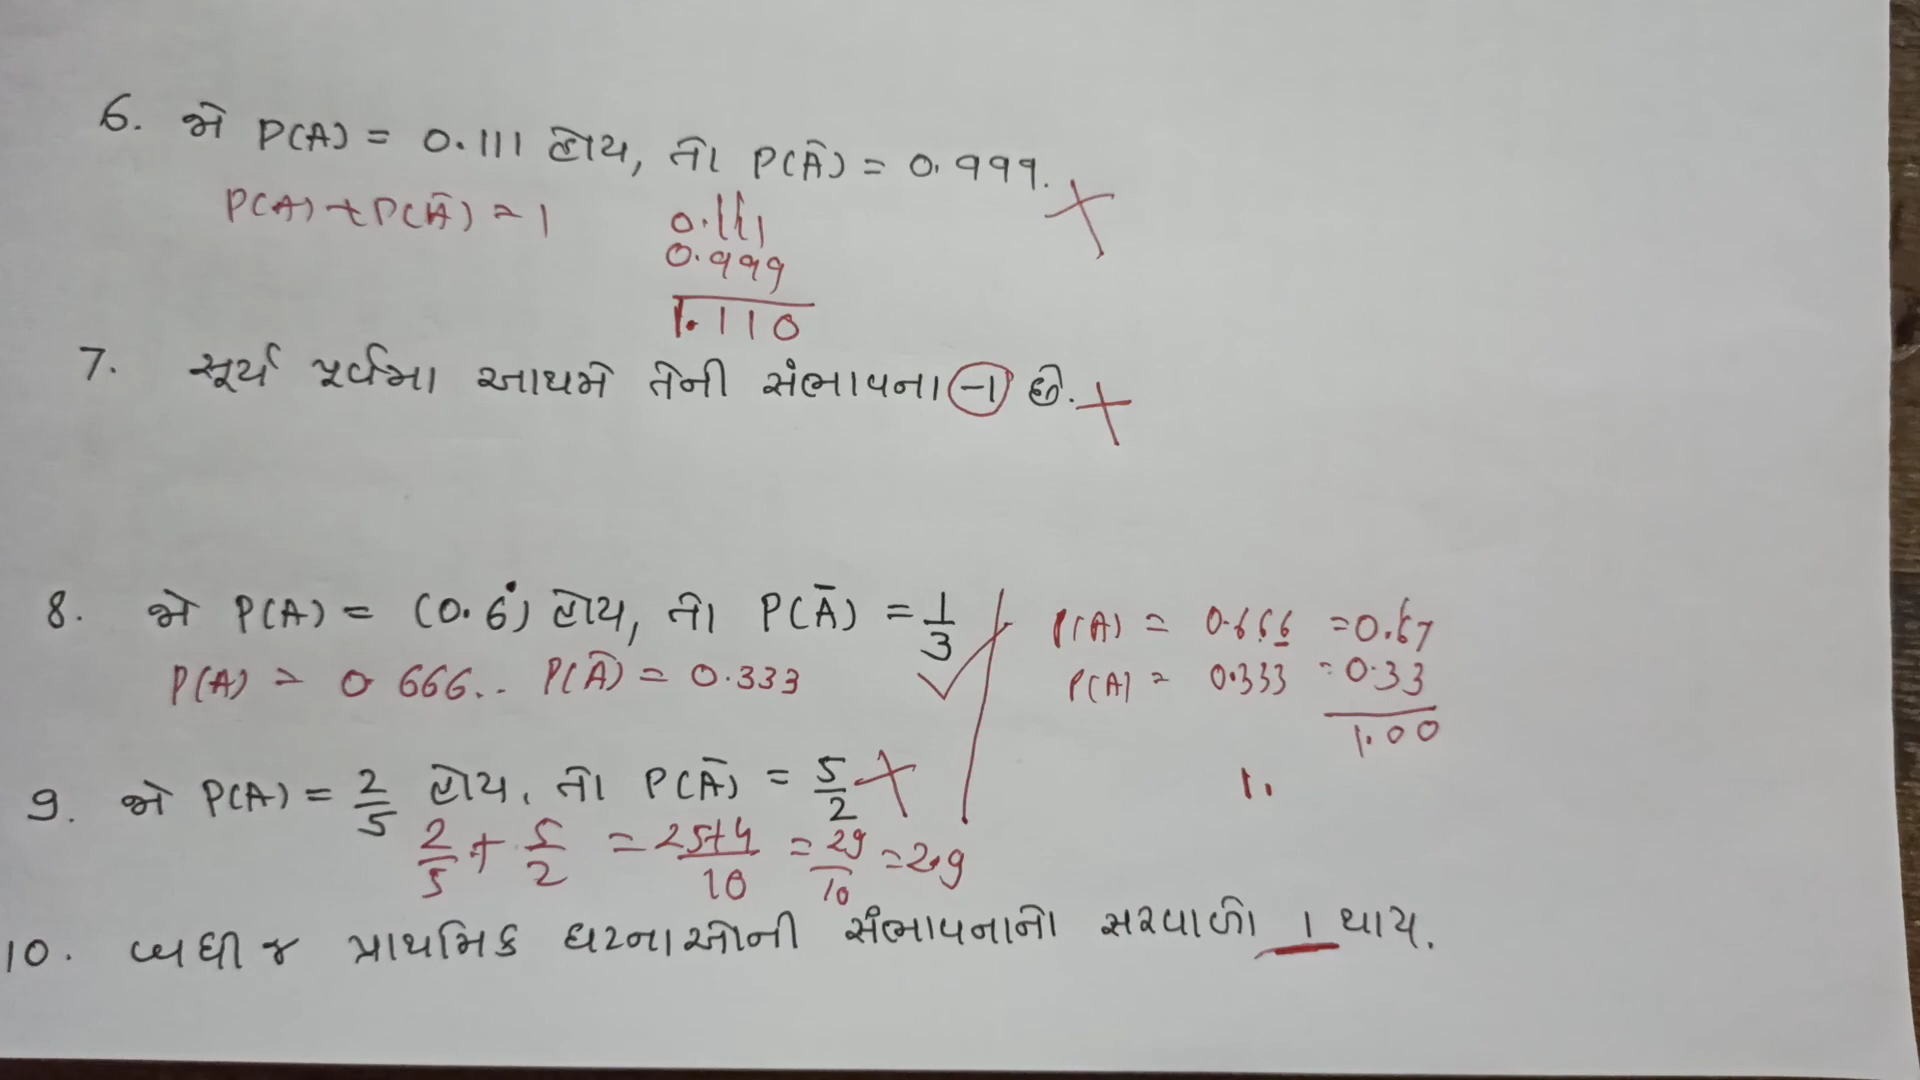 6. જો P(A) = 0.111 હોય, તો P(Ā) = 0.999.
P(A) + P(Ā) = 1
0.111
0.999
1.110
7. સૂર્ય પૂર્વમા આથમે તેની સંભાવના -1 છે.
8. જો P(A) = (0.6̇) હોય, તો P(Ā) = 1/3
P(A) = 0.666.. P(Ā) = 0.333
P(A) = 0.666 = 0.67
P(A) = 0.333 = 0.33
1.00
1.
9. જો P(A) = 2/5 હોય, તો P(Ā) = 5/2
2/5 + 5/2 = 25+4/10 = 29/10 = 2.9
10. બધી જ પ્રાથમિક ઘટનાઓની સંભાવનાનો સરવાળો 1 થાય.